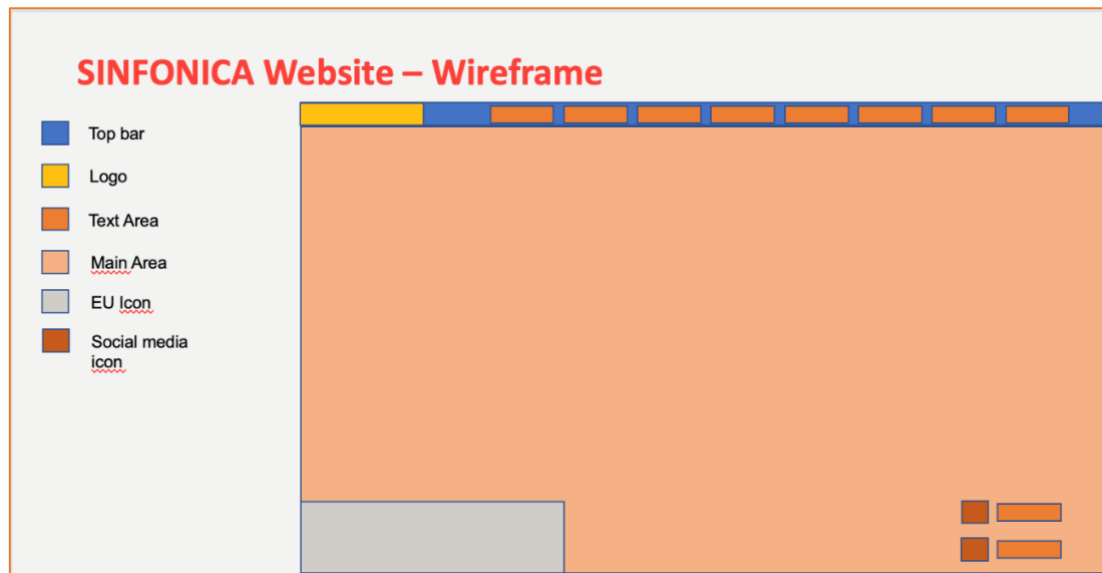 SINFONICA Website – Wireframe
Top bar
Logo
Text Area
Main Area
EU Icon
Social media
icon